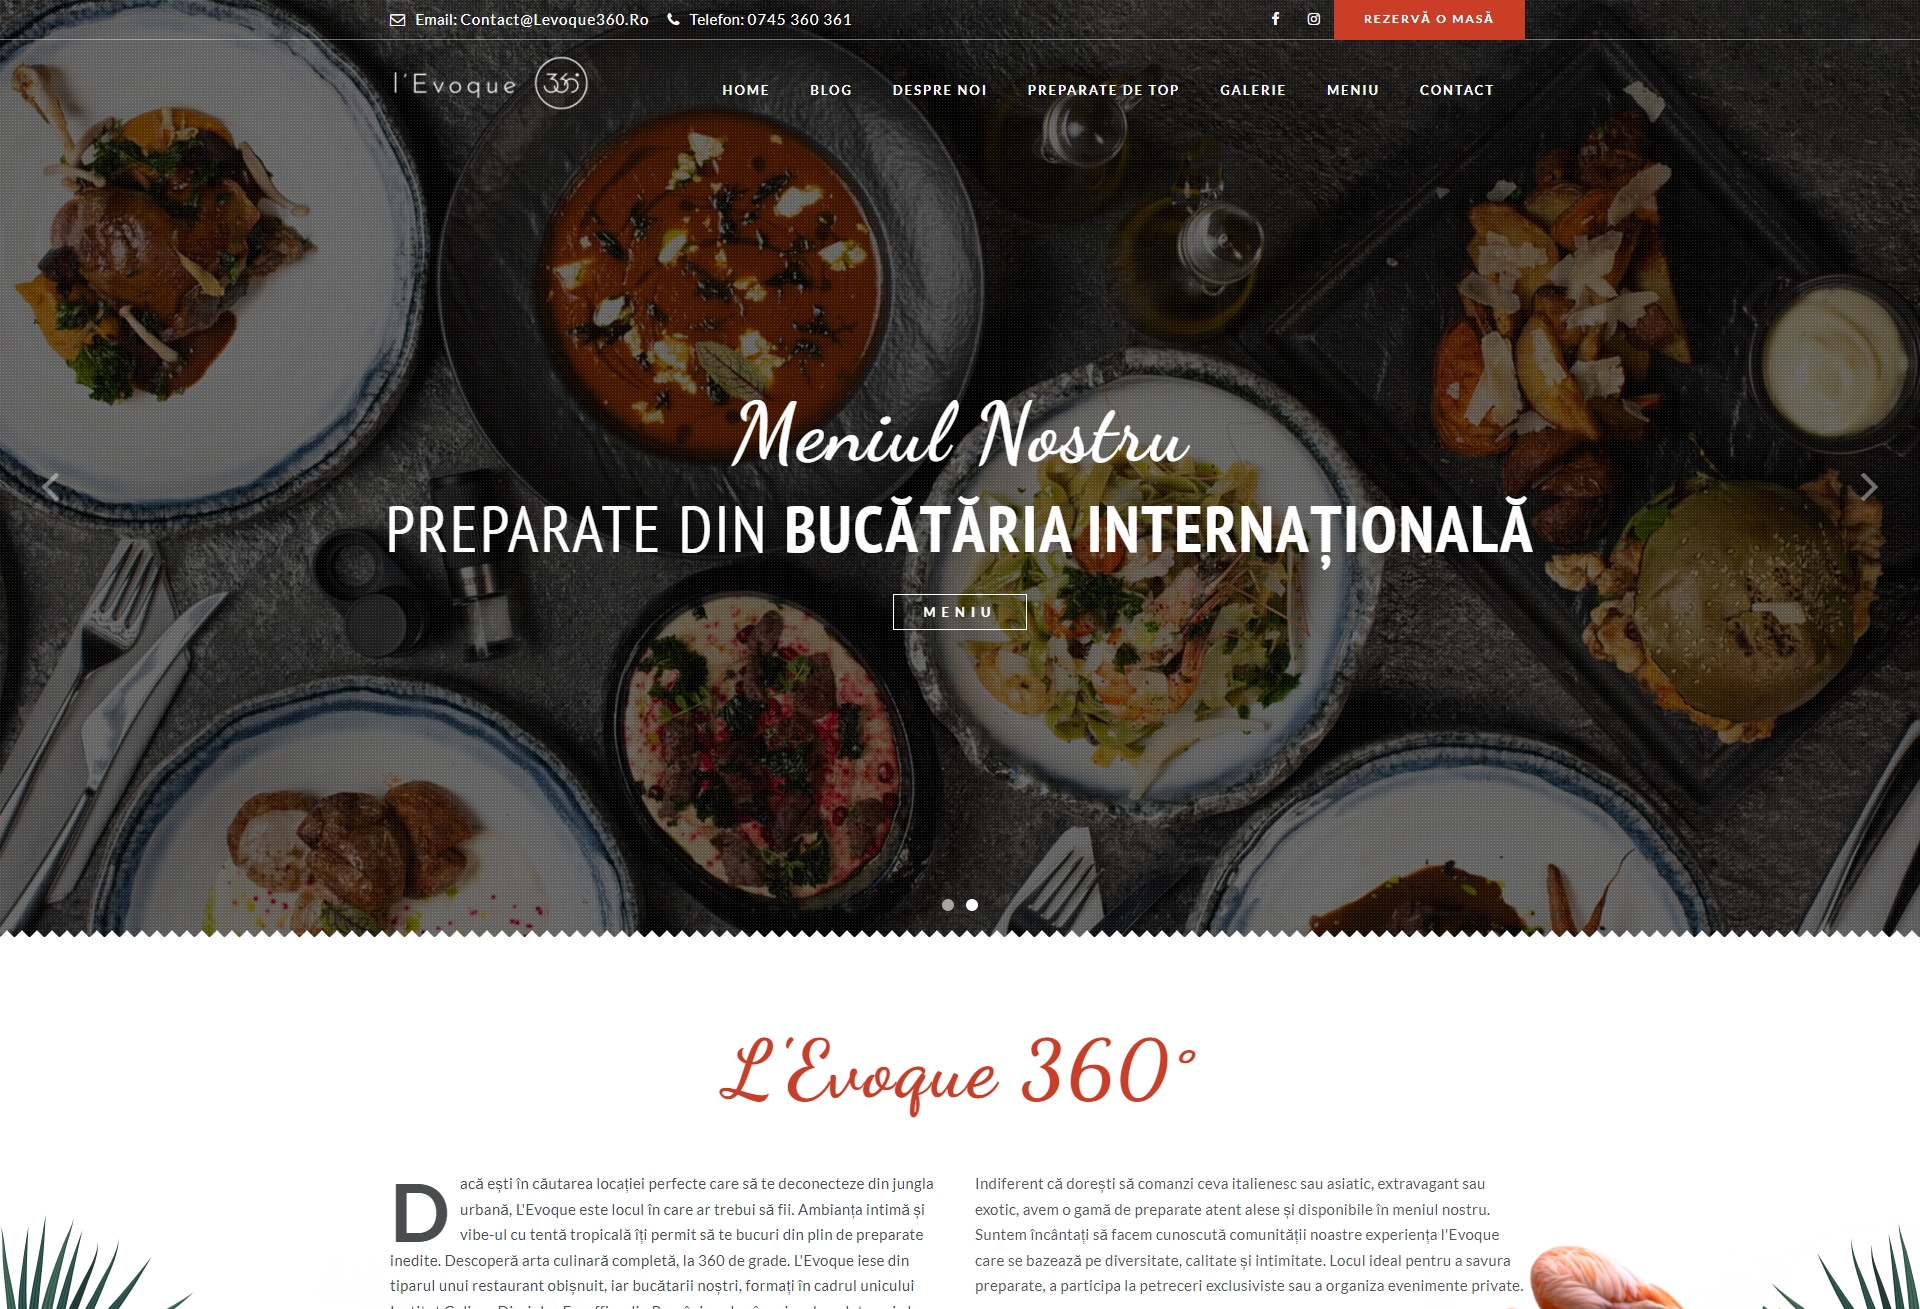 Email: Contact@Levoque360.Ro Telefon: 0745 360 361
REZERVĂ O MASĂ
l'Evoque 360
HOME BLOG DESPRE NOI PREPARATE DE TOP GALERIE MENIU CONTACT
Meniul Nostru
PREPARATE DIN BUCĂTĂRIA INTERNAȚIONALĂ
MENIU
L'Evoque 360°
Dacă ești în căutarea locației perfecte care să te deconecteze din jungla
urbană, L'Evoque este locul în care ar trebui să fii. Ambianța intimă și
vibe-ul cu tentă tropicală îți permit să te bucuri din plin de preparate
inedite. Descoperă arta culinară completă, la 360 de grade. L'Evoque iese din
tiparul unui restaurant obișnuit, iar bucătarii noștri, formați în cadrul unicului
Indiferent că dorești să comanzi ceva italienesc sau asiatic, extravagant sau
exotic, avem o gamă de preparate atent alese și disponibile în meniul nostru.
Suntem încântați să facem cunoscută comunității noastre experiența l'Evoque
care se bazează pe diversitate, calitate și intimitate. Locul ideal pentru a savura
preparate, a participa la petreceri exclusiviste sau a organiza evenimente private.